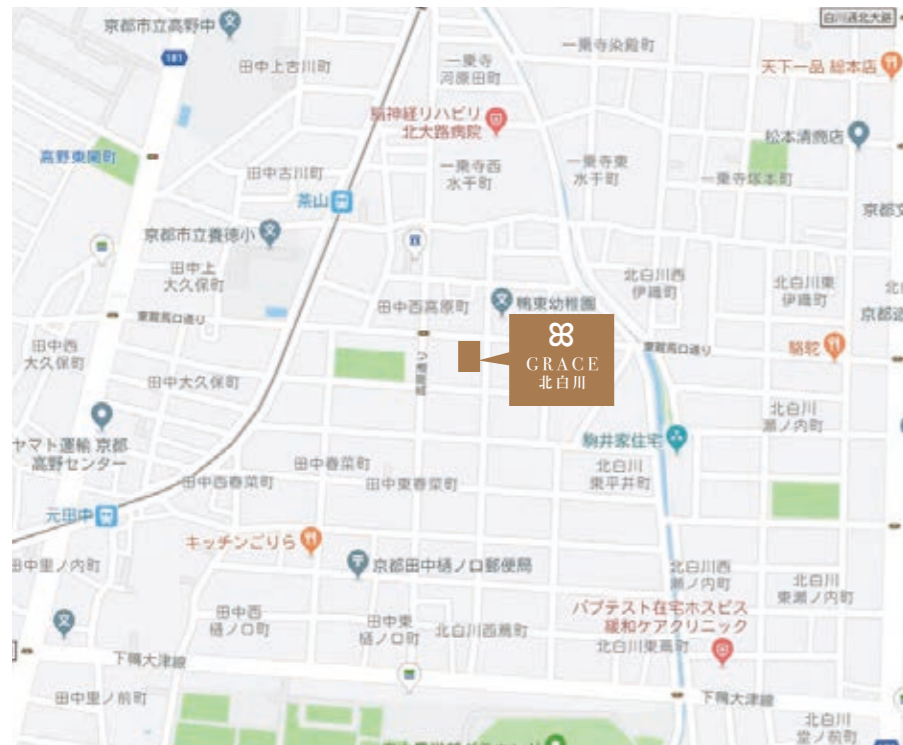 白川通北大路
京都市立高野中
181
一乗寺染殿町
田中上古川町
一乗寺
河原田町
天下一品 総本店
脳神経リハビリ
北大路病院
松本清商店
高野東開町
田中古川町
一乗寺西
水干町
一乗寺東
水干町
一乗寺塚本町
茶山
京都市立養徳小
田中上
大久保町
北白川西
伊織町
北白川東
伊織町
田中西高原町
鴨東幼稚園
東鞍馬口通り
田中西
大久保町
GRACE
北白川
東鞍馬口通り
駱駝
田中大久保町
北白川
瀬ノ内町
ヤマト運輸 京都
高野センター
駒井家住宅
田中春菜町
北白川
東平井町
田中西春菜町
田中東春菜町
元田中
キッチンごりら
田中里ノ内町
京都田中樋ノ口郵便局
北白川西
瀬ノ内町
北白川
東瀬ノ内町
田中西
樋ノ口町
田中東
樋ノ口町
北白川西蔦町
バプテスト在宅ホスピス
緩和ケアクリニック
北白川東蔦町
下鴨大津線
田中里ノ前町
下鴨大津線
北白川
堂ノ前町